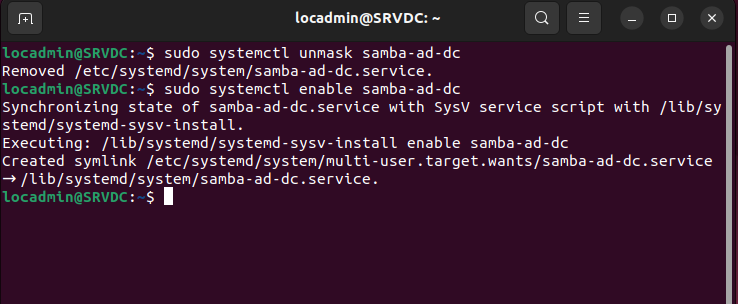 locadmin@SRVDC: ~
locadmin@SRVDC:~$ sudo systemctl unmask samba-ad-dc
Removed /etc/systemd/system/samba-ad-dc.service.
locadmin@SRVDC:~$ sudo systemctl enable samba-ad-dc
Synchronizing state of samba-ad-dc.service with SysV service script with /lib/sy
stemd/systemd-sysv-install.
Executing: /lib/systemd/systemd-sysv-install enable samba-ad-dc
Created symlink /etc/systemd/system/multi-user.target.wants/samba-ad-dc.service
→ /lib/systemd/system/samba-ad-dc.service.
locadmin@SRVDC:~$